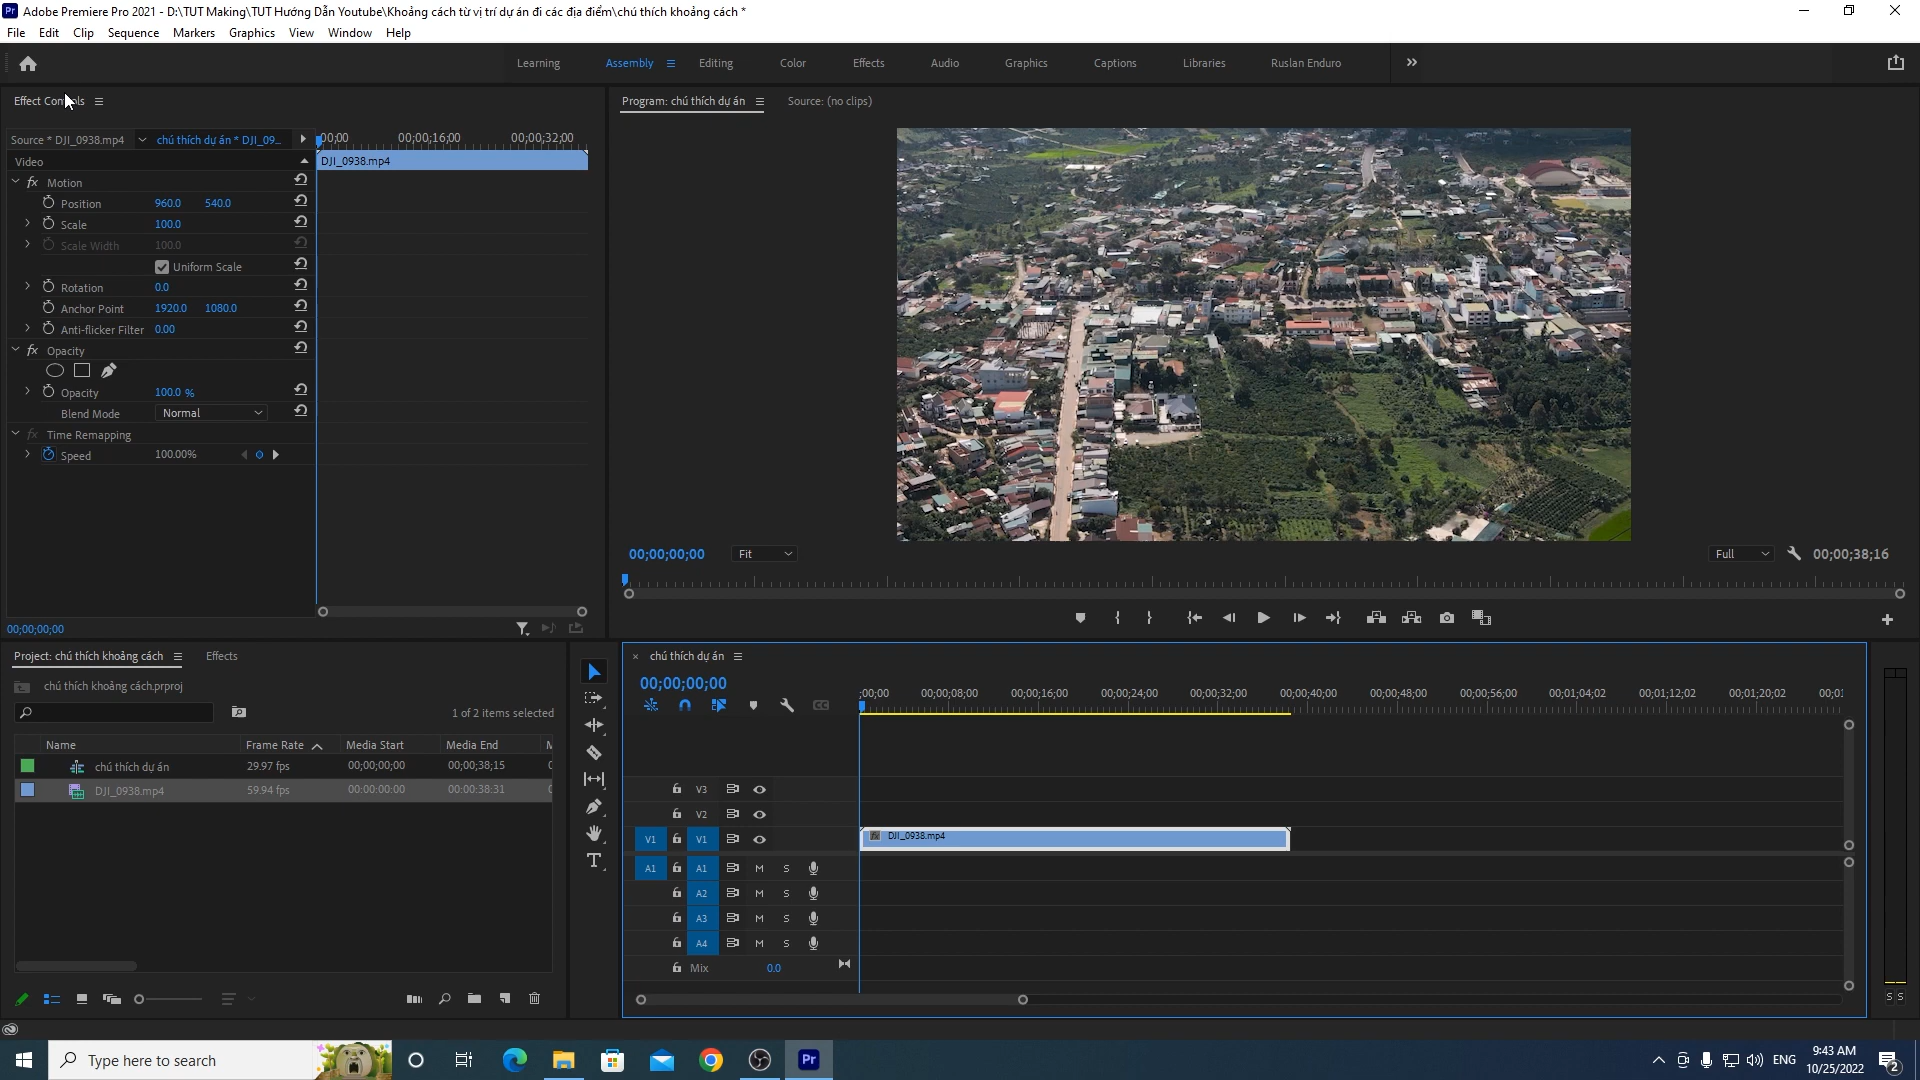 Adobe Premiere Pro 2021 - D:\TUT Making\TUT Hướng Dẫn Youtube\Khoảng cách từ vị trí dự án đi các địa điểm\chú thích khoảng cách *
File Edit Clip Sequence Markers Graphics View Window Help
Learning Assembly Editing Color Effects Audio Graphics Captions Libraries Ruslan Enduro
Effect Controls
Program: chú thích dự án Source: (no clips)
Source * DJI_0938.mp4 chú thích dự án * DJI_09...
;00;00 00;00;16;00 00;00;32;00
Video
DJI_0938.mp4
fx Motion
Position 960.0 540.0
Scale 100.0
Scale Width 100.0
Uniform Scale
Rotation 0.0
Anchor Point 1920.0 1080.0
Anti-flicker Filter 0.00
fx Opacity
Opacity 100.0 %
Blend Mode Normal
fx Time Remapping
Speed 100.00%
00;00;00;00
00;00;00;00 Fit Full 00;00;38;16
Project: chú thích khoảng cách Effects
chú thích khoảng cách.prproj
1 of 2 items selected
Name Frame Rate Media Start Media End
chú thích dự án 29.97 fps 00;00;00;00 00;00;38;15
DJI_0938.mp4 59.94 fps 00:00:00:00 00:00:38:31
chú thích dự án
00;00;00;00
;00;00 00;00;08;00 00;00;16;00 00;00;24;00 00;00;32;00 00;00;40;00 00;00;48;00 00;00;56;00 00;01;04;02 00;01;12;02 00;01;20;02 00;01
V3
V2
V1 V1
fx DJI_0938.mp4
A1 A1 M S
A2 M S
A3 M S
A4 M S
Mix 0.0
S S
Type here to search
Pr
ENG
9:43 AM
10/25/2022
2